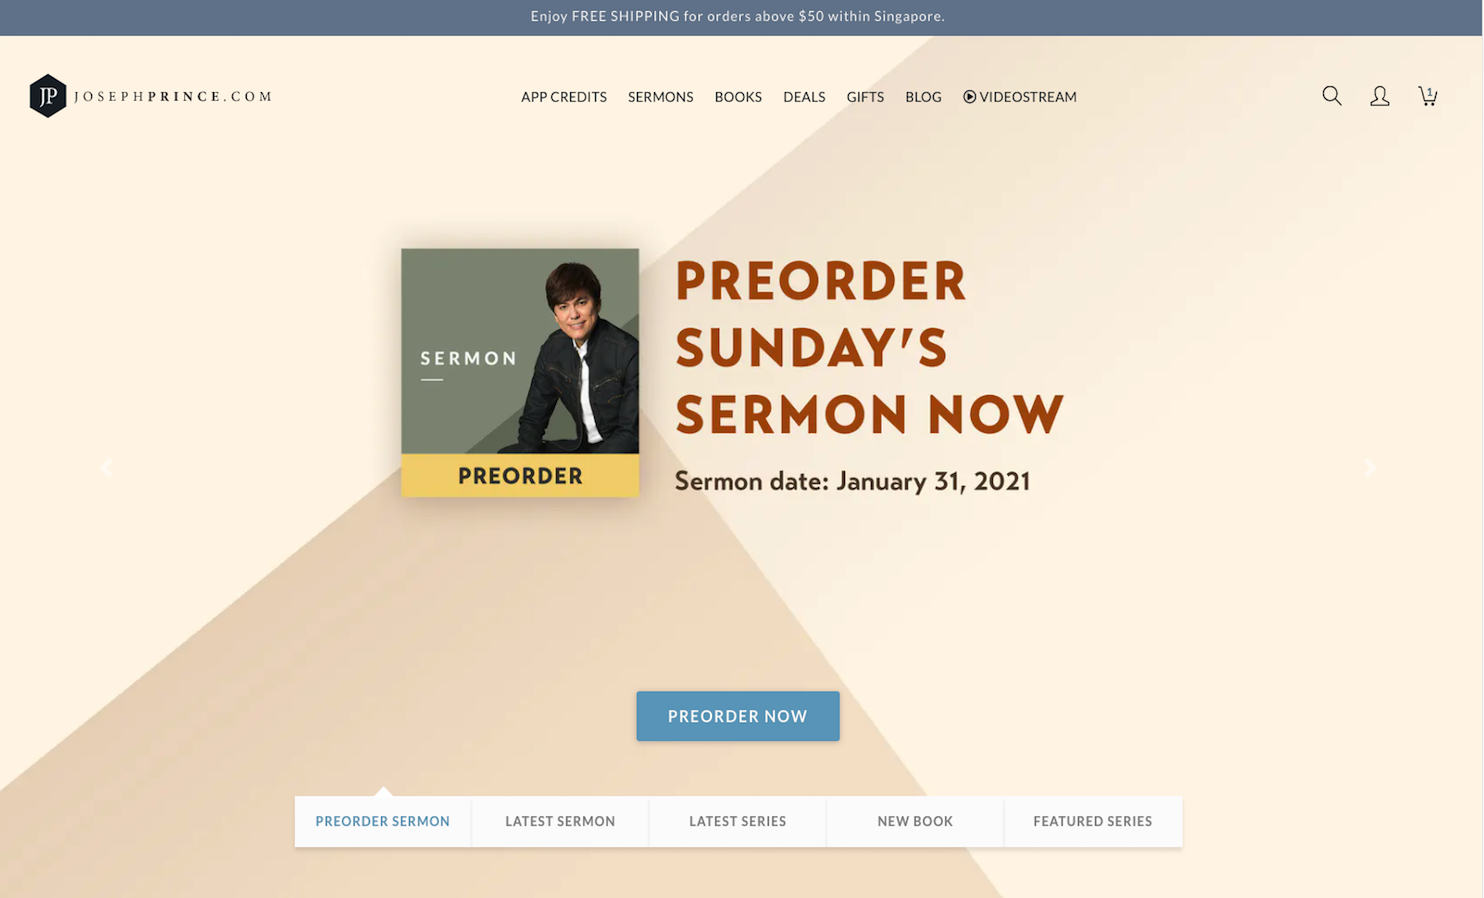 Enjoy FREE SHIPPING for orders above $50 within Singapore.
JP JOSEPHPRINCE.COM
APP CREDITS SERMONS BOOKS DEALS GIFTS BLOG VIDEOSTREAM
1
SERMON
PREORDER
PREORDER
SUNDAY’S
SERMON NOW
Sermon date: January 31, 2021
PREORDER NOW
PREORDER SERMON LATEST SERMON LATEST SERIES NEW BOOK FEATURED SERIES